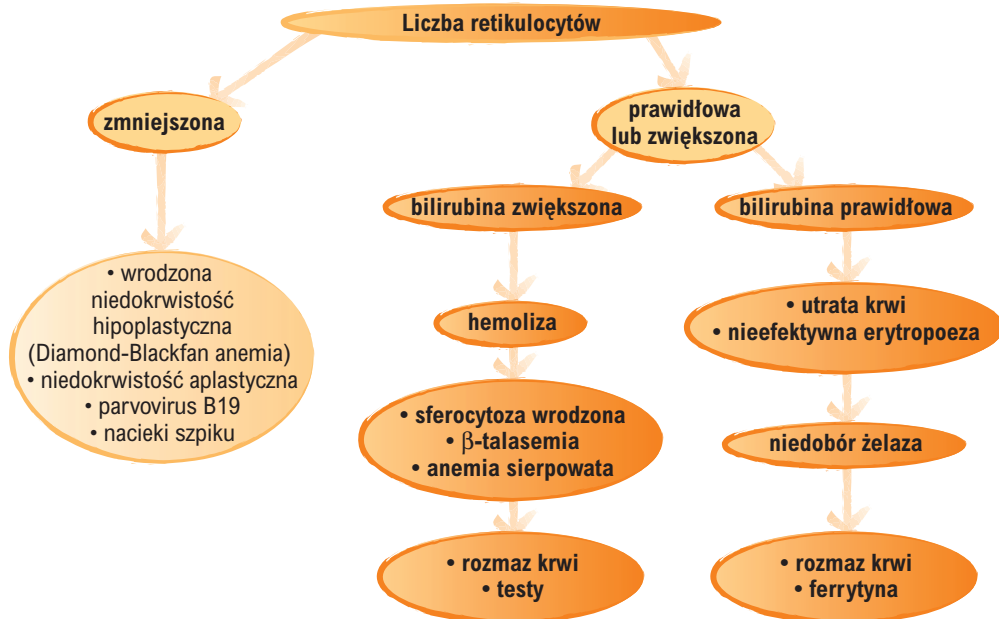 Liczba retikulocytów
zmniejszona
• wrodzona
niedokrwistość
hipoplastyczna
(Diamond-Blackfan anemia)
• niedokrwistość aplastyczna
• parvovirus B19
• nacieki szpiku
prawidłowa
lub zwiększona
bilirubina zwiększona
hemoliza
• sferocytoza wrodzona
• β-talasemia
• anemia sierpowata
• rozmaz krwi
• testy
bilirubina prawidłowa
• utrata krwi
• nieefektywna erytropoeza
niedobór żelaza
• rozmaz krwi
• ferrytyna